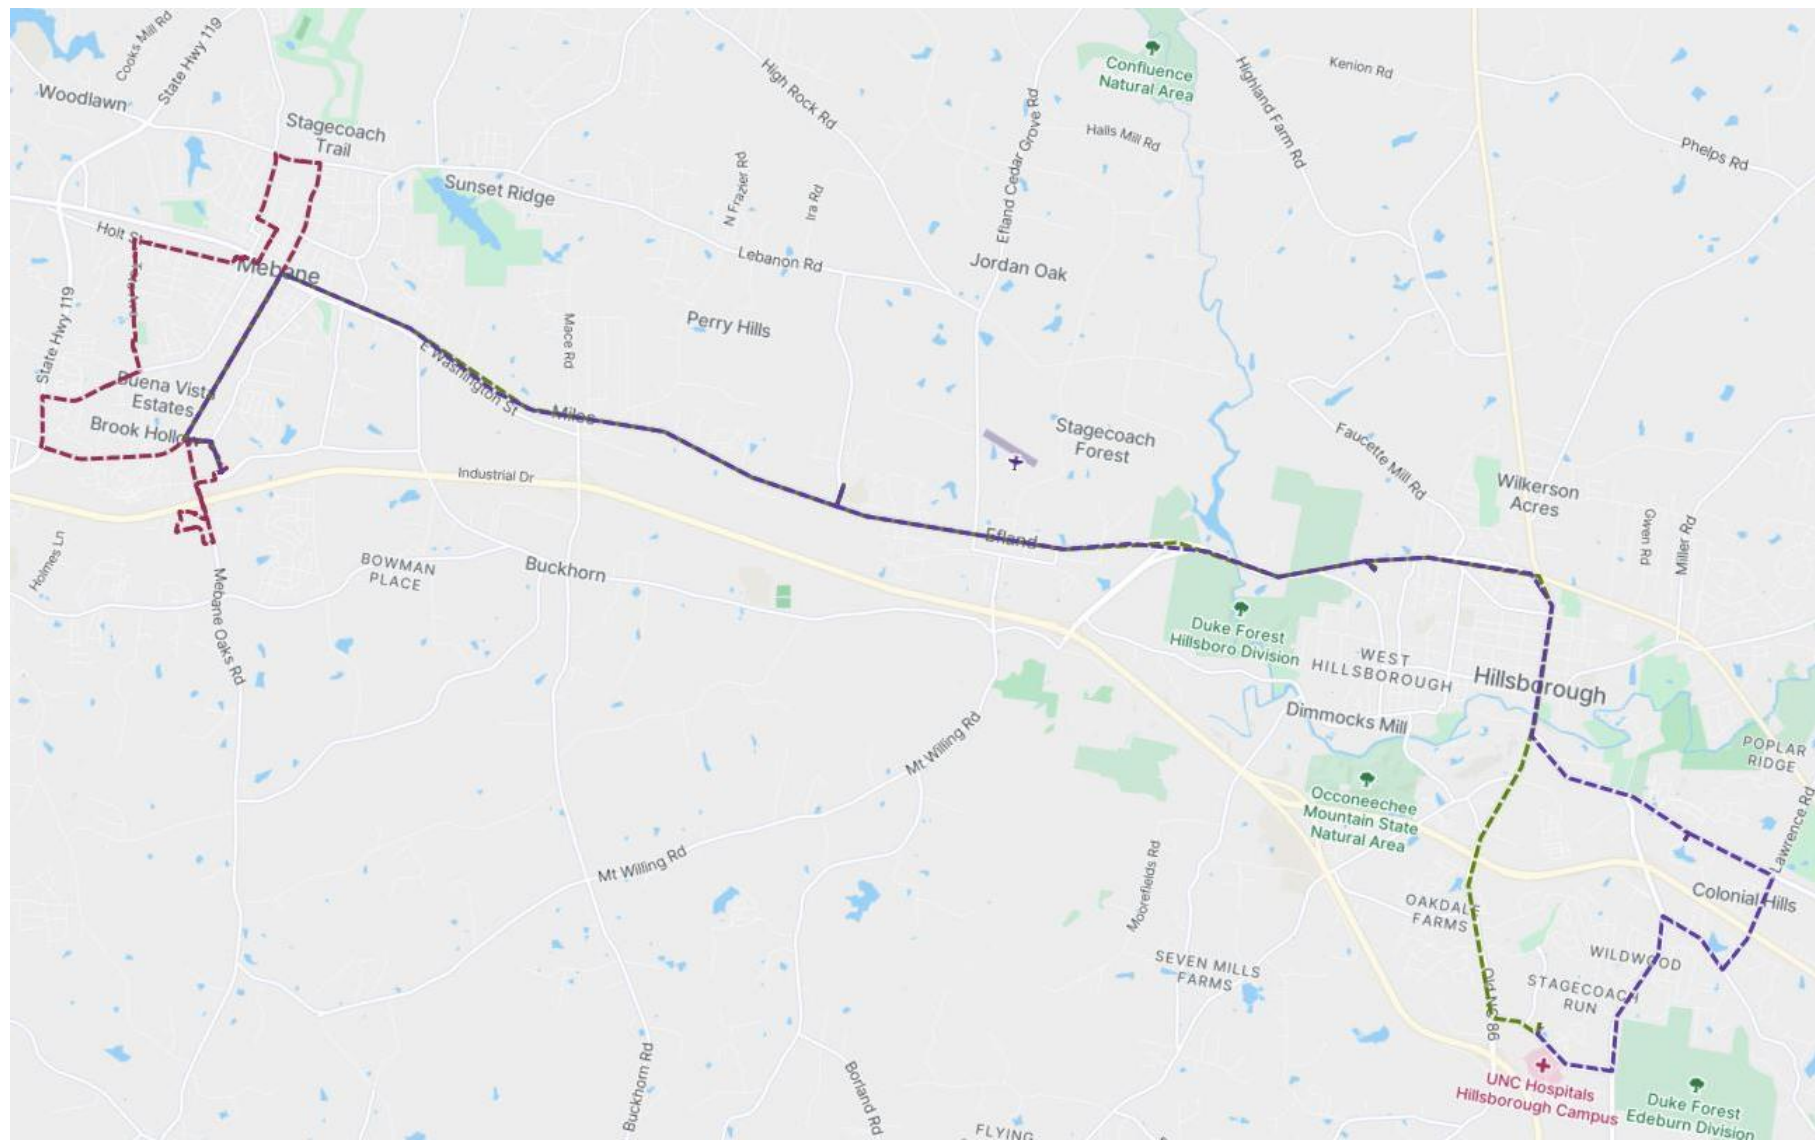 Cooks Mill Rd
State Hwy 119
Woodlawn
Stagecoach
Trail
High Rock Rd
Efland Cedar Grove Rd
Confluence
Natural Area
Highland Farm Rd
Kenion Rd
Halls Mill Rd
Phelps Rd
Sunset Ridge
N Frazier Rd
Ira Rd
Holt S
Mebane
Lebanon Rd
Jordan Oak
State Hwy 119
Mace Rd
Perry Hills
E Washington St
Buena Vista
Estates
Miles
Brook Hollow
Stagecoach
Forest
Faucette Mill Rd
Industrial Dr
Wilkerson
Acres
Gwen Rd
Miller Rd
Efland
Holmes Ln
BOWMAN
PLACE
Buckhorn
Mebane Oaks Rd
Duke Forest
Hillsboro Division
WEST
HILLSBOROUGH
Hillsborough
Dimmocks Mill
Mt Willing Rd
POPLAR
RIDGE
Occoneechee
Mountain State
Natural Area
Lawrence Rd
Mt Willing Rd
Moorefields Rd
OAKDALE
FARMS
Colonial Hills
SEVEN MILLS
FARMS
WILDWOOD
Old NC 86
STAGECOACH
RUN
Buckhorn Rd
Borland Rd
UNC Hospitals
Hillsborough Campus
Duke Forest
Edeburn Division
FLYING